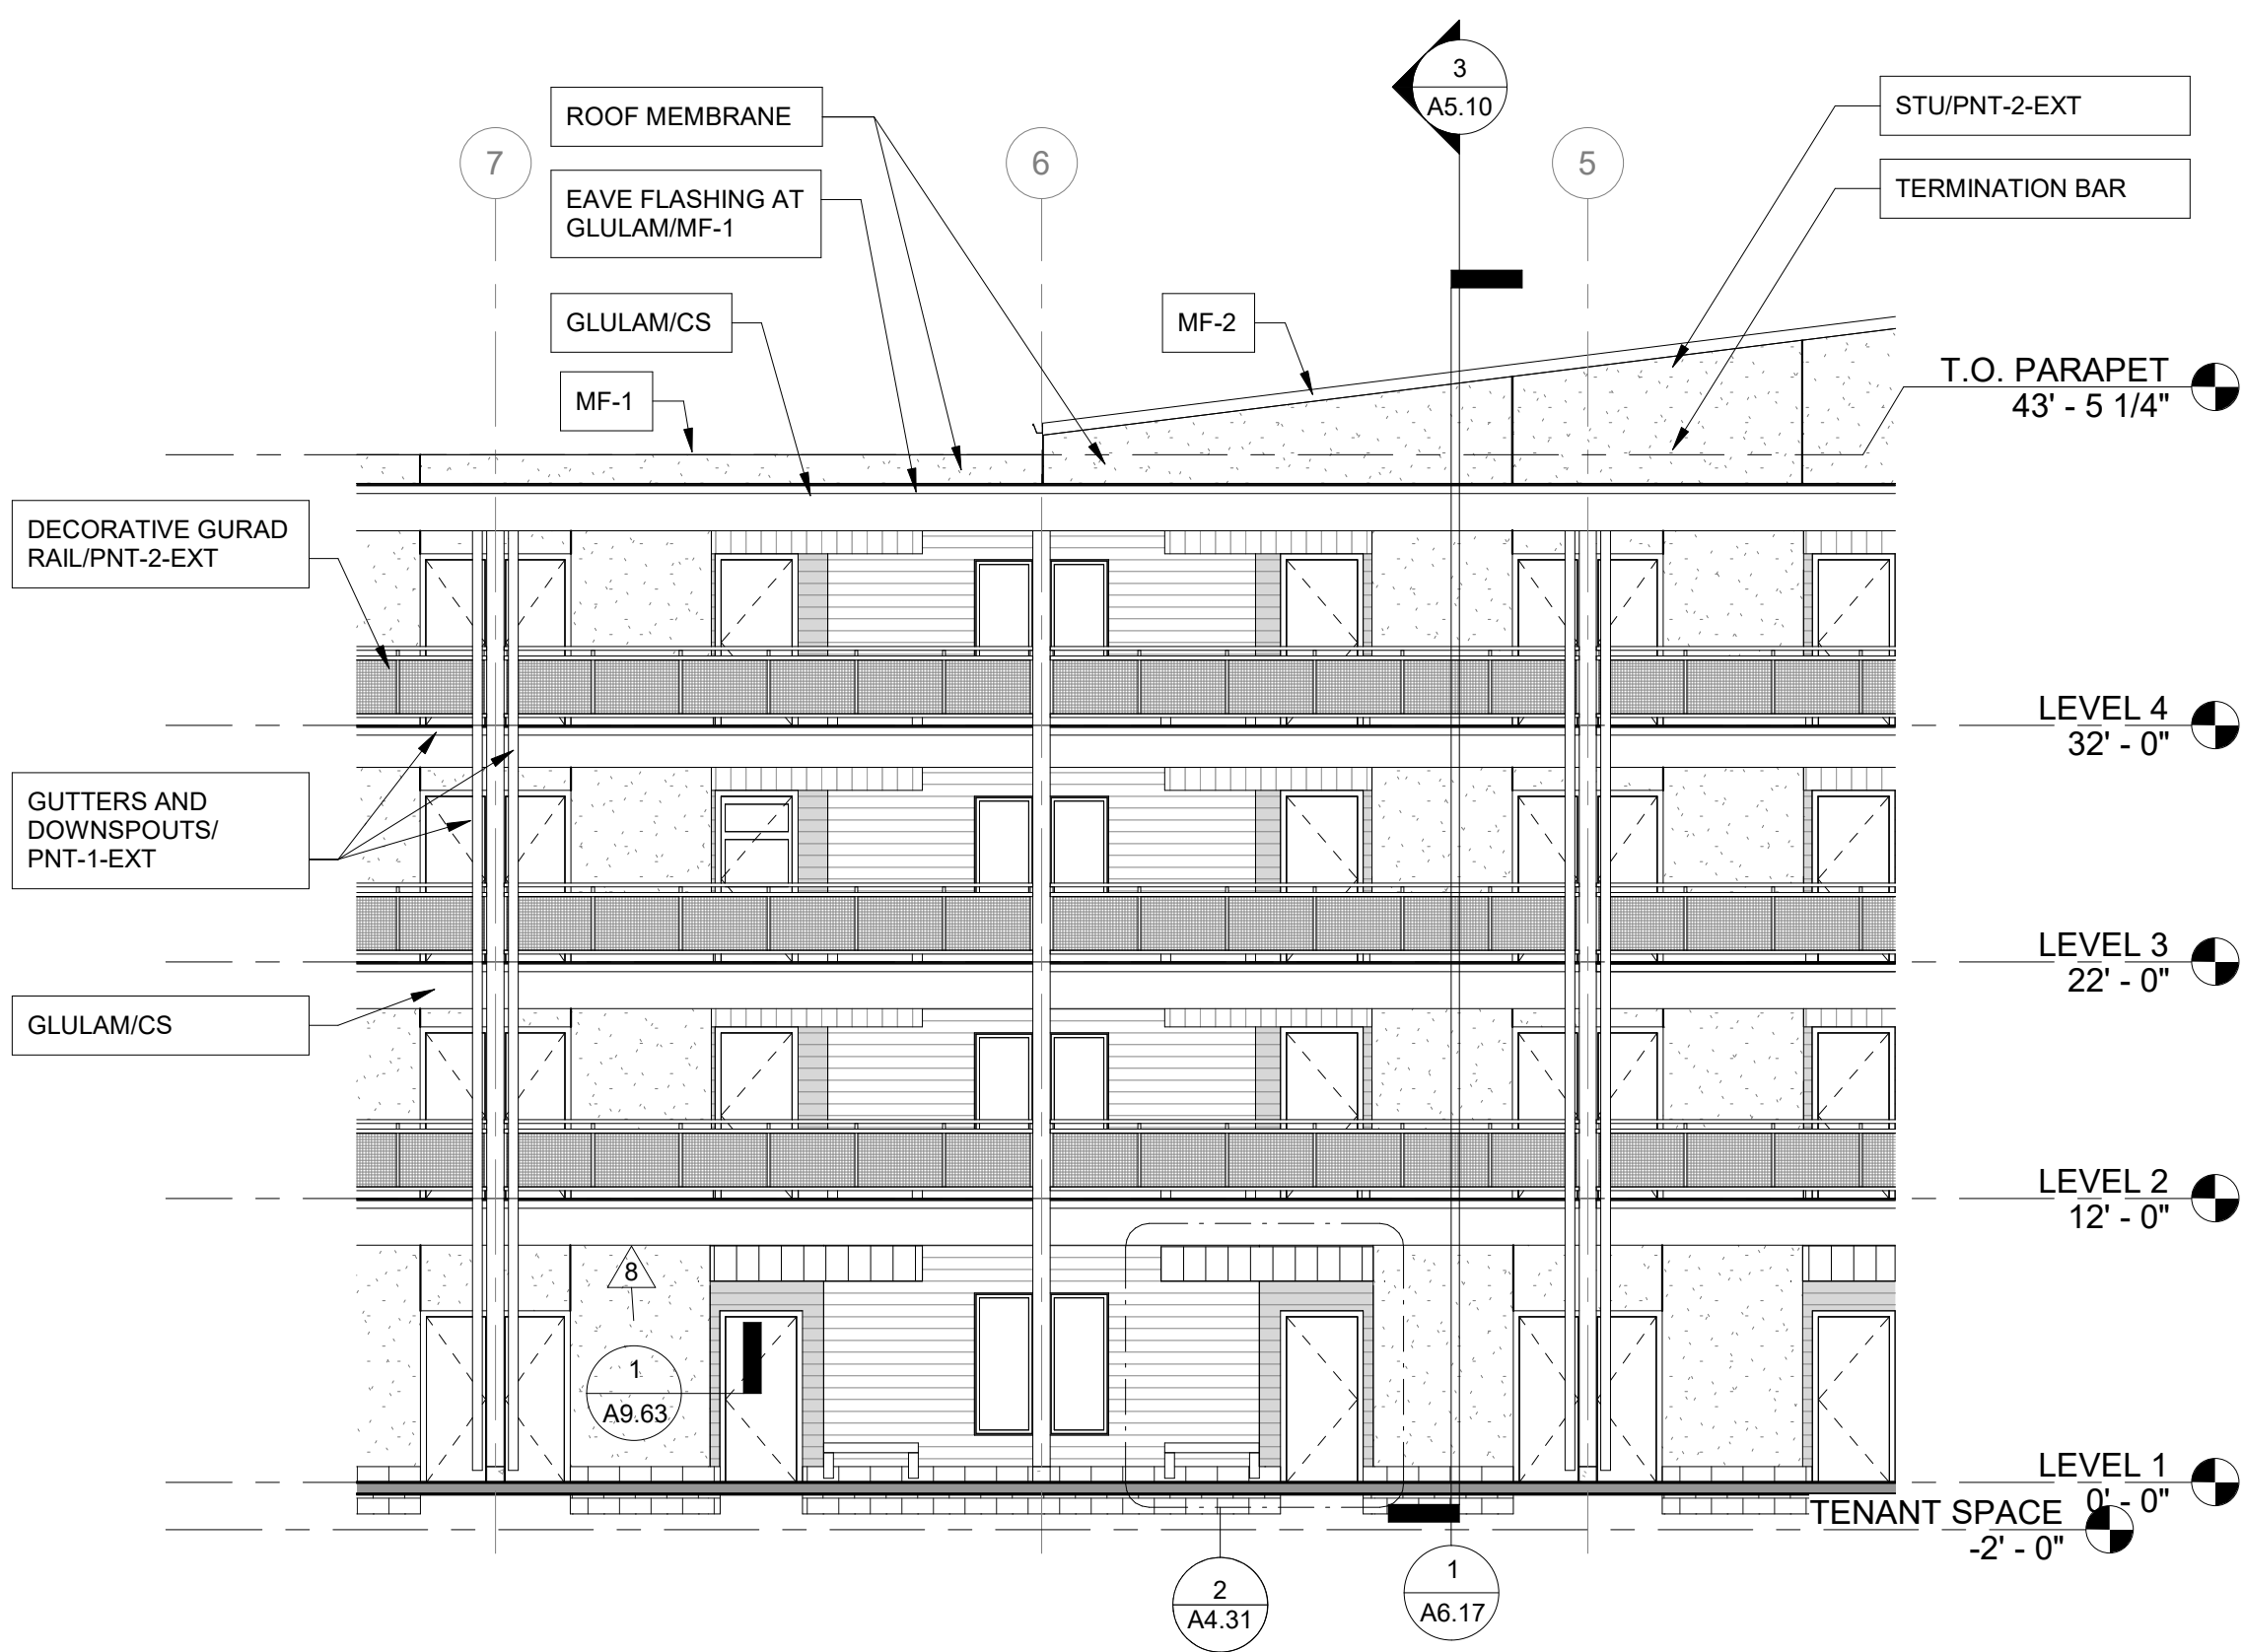 3
A5.10
ROOF MEMBRANE
STU/PNT-2-EXT
7
6
5
EAVE FLASHING AT
GLULAM/MF-1
TERMINATION BAR
GLULAM/CS
MF-2
MF-1
T.O. PARAPET
43' - 5 1/4"
DECORATIVE GURAD
RAIL/PNT-2-EXT
LEVEL 4
32' - 0"
GUTTERS AND
DOWNSPOUTS/
PNT-1-EXT
LEVEL 3
22' - 0"
GLULAM/CS
LEVEL 2
12' - 0"
8
1
A9.63
LEVEL 1
0' - 0"
TENANT SPACE
-2' - 0"
2
A4.31
1
A6.17